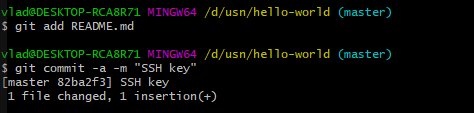 vlad@DESKTOP-RCA8R71 MINGW64 /d/usn/hello-world (master)
$ git add README.md
vlad@DESKTOP-RCA8R71 MINGW64 /d/usn/hello-world (master)
$ git commit -a -m "SSH key"
[master 82ba2f3] SSH key
 1 file changed, 1 insertion(+)